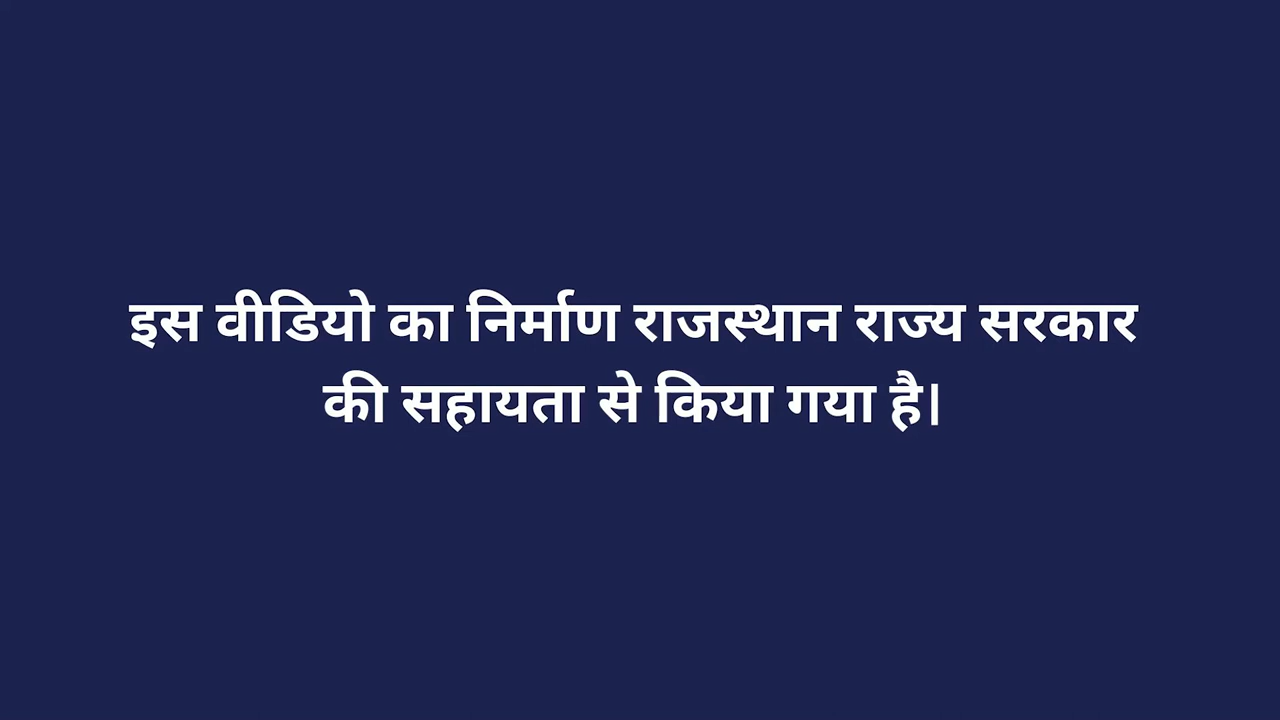 इस वीडियो का निर्माण राजस्थान राज्य सरकार
की सहायता से किया गया है।